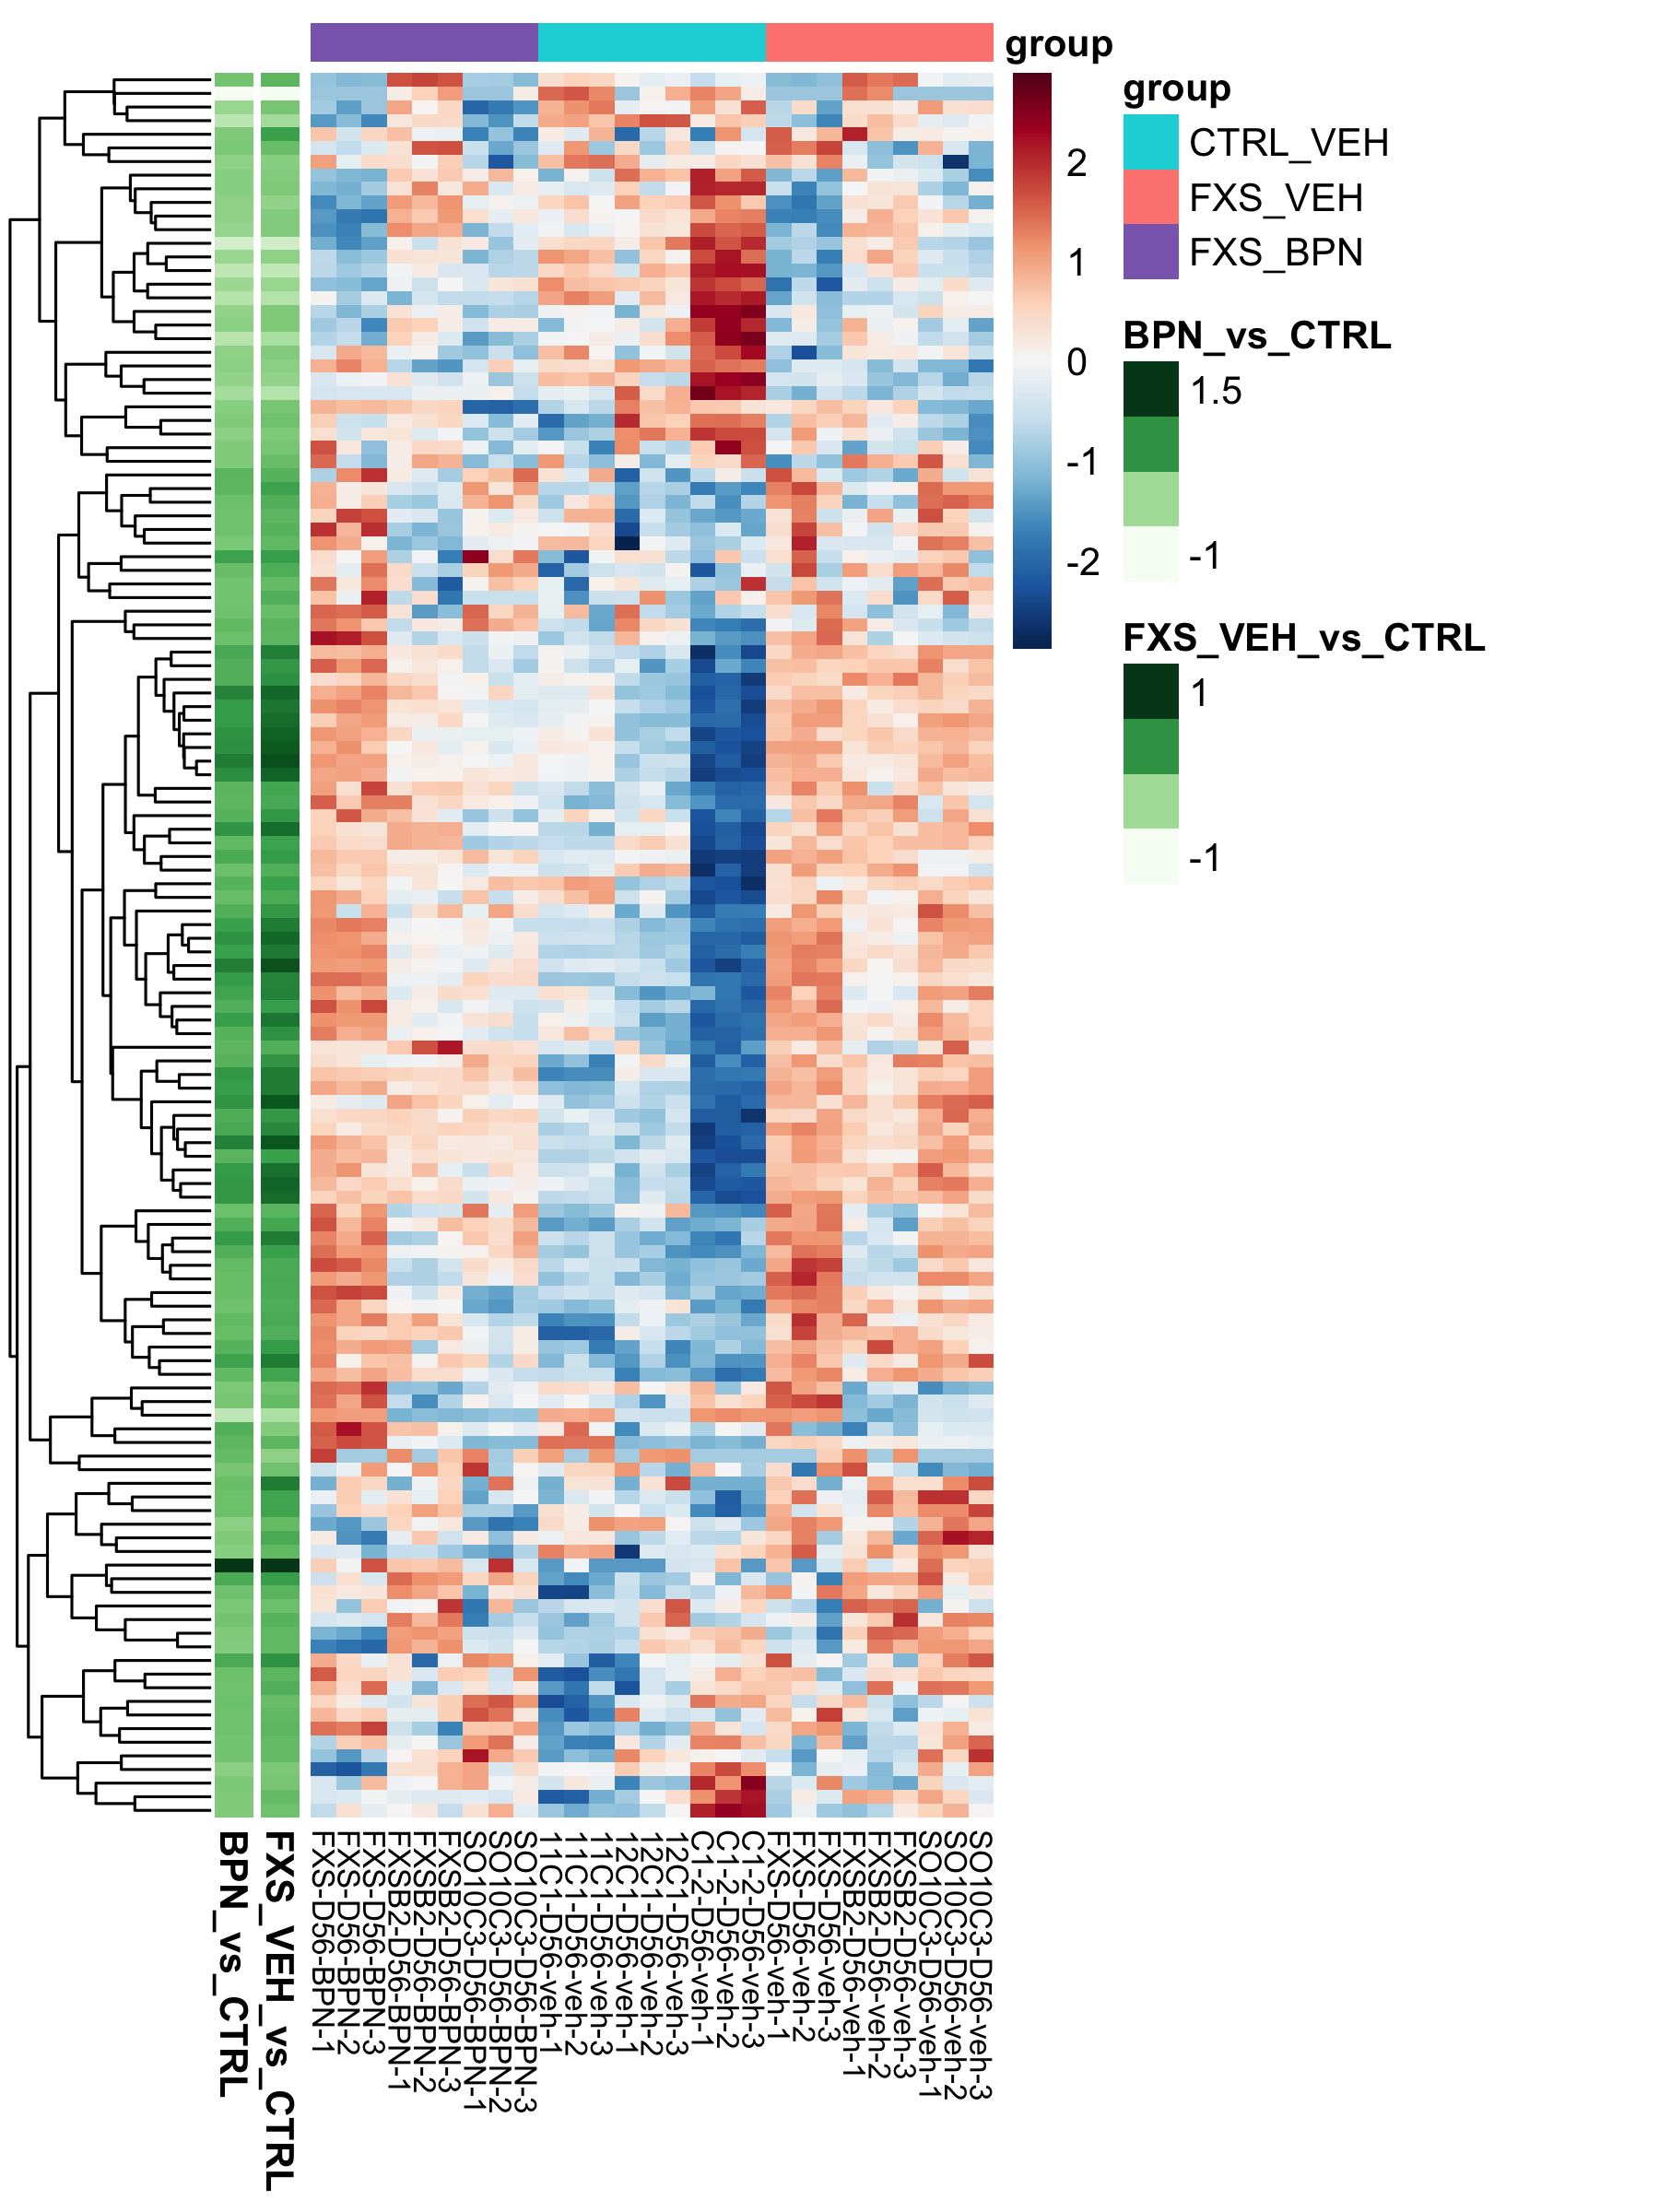 group
2
1
0
-1
-2
group
CTRL_VEH
FXS_VEH
FXS_BPN
BPN_vs_CTRL
1.5
-1
FXS_VEH_vs_CTRL
1
-1
BPN_vs_CTRL
FXS_VEH_vs_CTRL
FXS-D56-BPN-1
FXS-D56-BPN-2
FXS-D56-BPN-3
FXSB2-D56-BPN-1
FXSB2-D56-BPN-2
FXSB2-D56-BPN-3
SO10C3-D56-BPN-1
SO10C3-D56-BPN-2
SO10C3-D56-BPN-3
11C1-D56-veh-1
11C1-D56-veh-2
11C1-D56-veh-3
12C1-D56-veh-1
12C1-D56-veh-2
12C1-D56-veh-3
C1-2-D56-veh-1
C1-2-D56-veh-2
C1-2-D56-veh-3
FXS-D56-veh-1
FXS-D56-veh-2
FXS-D56-veh-3
FXSB2-D56-veh-1
FXSB2-D56-veh-2
FXSB2-D56-veh-3
SO10C3-D56-veh-1
SO10C3-D56-veh-2
SO10C3-D56-veh-3